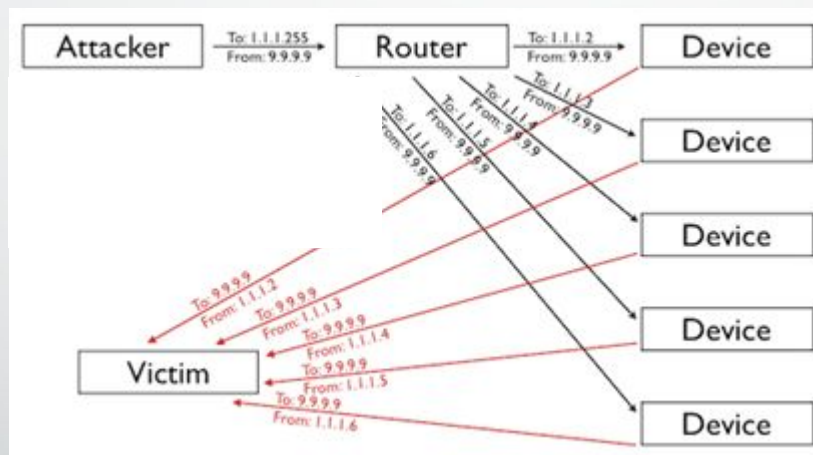 Attacker
To: 1.1.1.255
From: 9.9.9.9
Router
To: 1.1.1.2
From: 9.9.9.9
Device
To: 1.1.1.3
From: 9.9.9.9
Device
To: 1.1.1.4
From: 9.9.9.9
Device
To: 1.1.1.5
From: 9.9.9.9
Device
To: 1.1.1.6
From: 9.9.9.9
Device
To: 9.9.9.9
From: 1.1.1.2
To: 9.9.9.9
From: 1.1.1.3
To: 9.9.9.9
From: 1.1.1.4
Victim
To: 9.9.9.9
From: 1.1.1.5
To: 9.9.9.9
From: 1.1.1.6